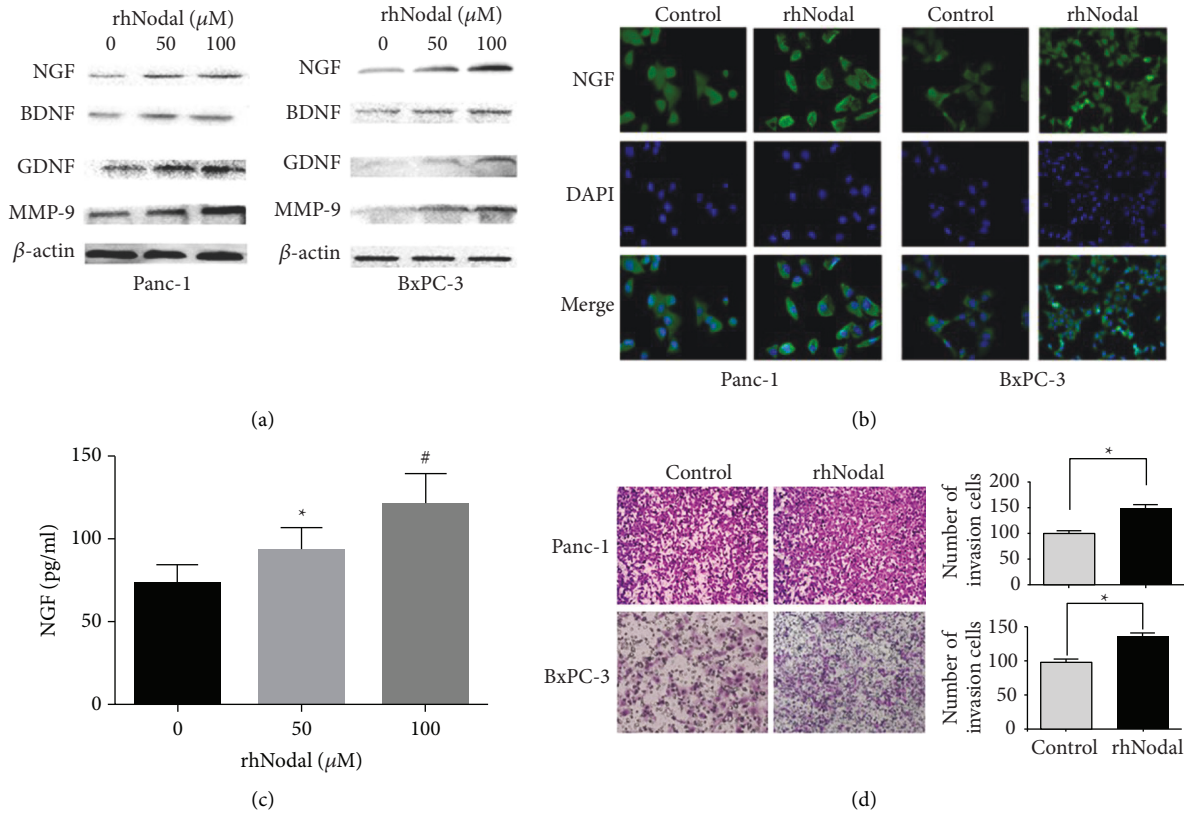 rhNodal (μM)
0 50 100
NGF
BDNF
GDNF
MMP-9
β-actin
Panc-1
rhNodal (μM)
0 50 100
NGF
BDNF
GDNF
MMP-9
β-actin
BxPC-3
(a)
Control rhNodal Control rhNodal
NGF
DAPI
Merge
Panc-1 BxPC-3
(b)
150
100
50
0
NGF (pg/ml)
*
#
0 50 100
rhNodal (μM)
(c)
Control rhNodal
Panc-1
BxPC-3
Number of
invasion cells
200
150
100
50
0
*
Number of
invasion cells
150
100
50
0
*
Control rhNodal
(d)